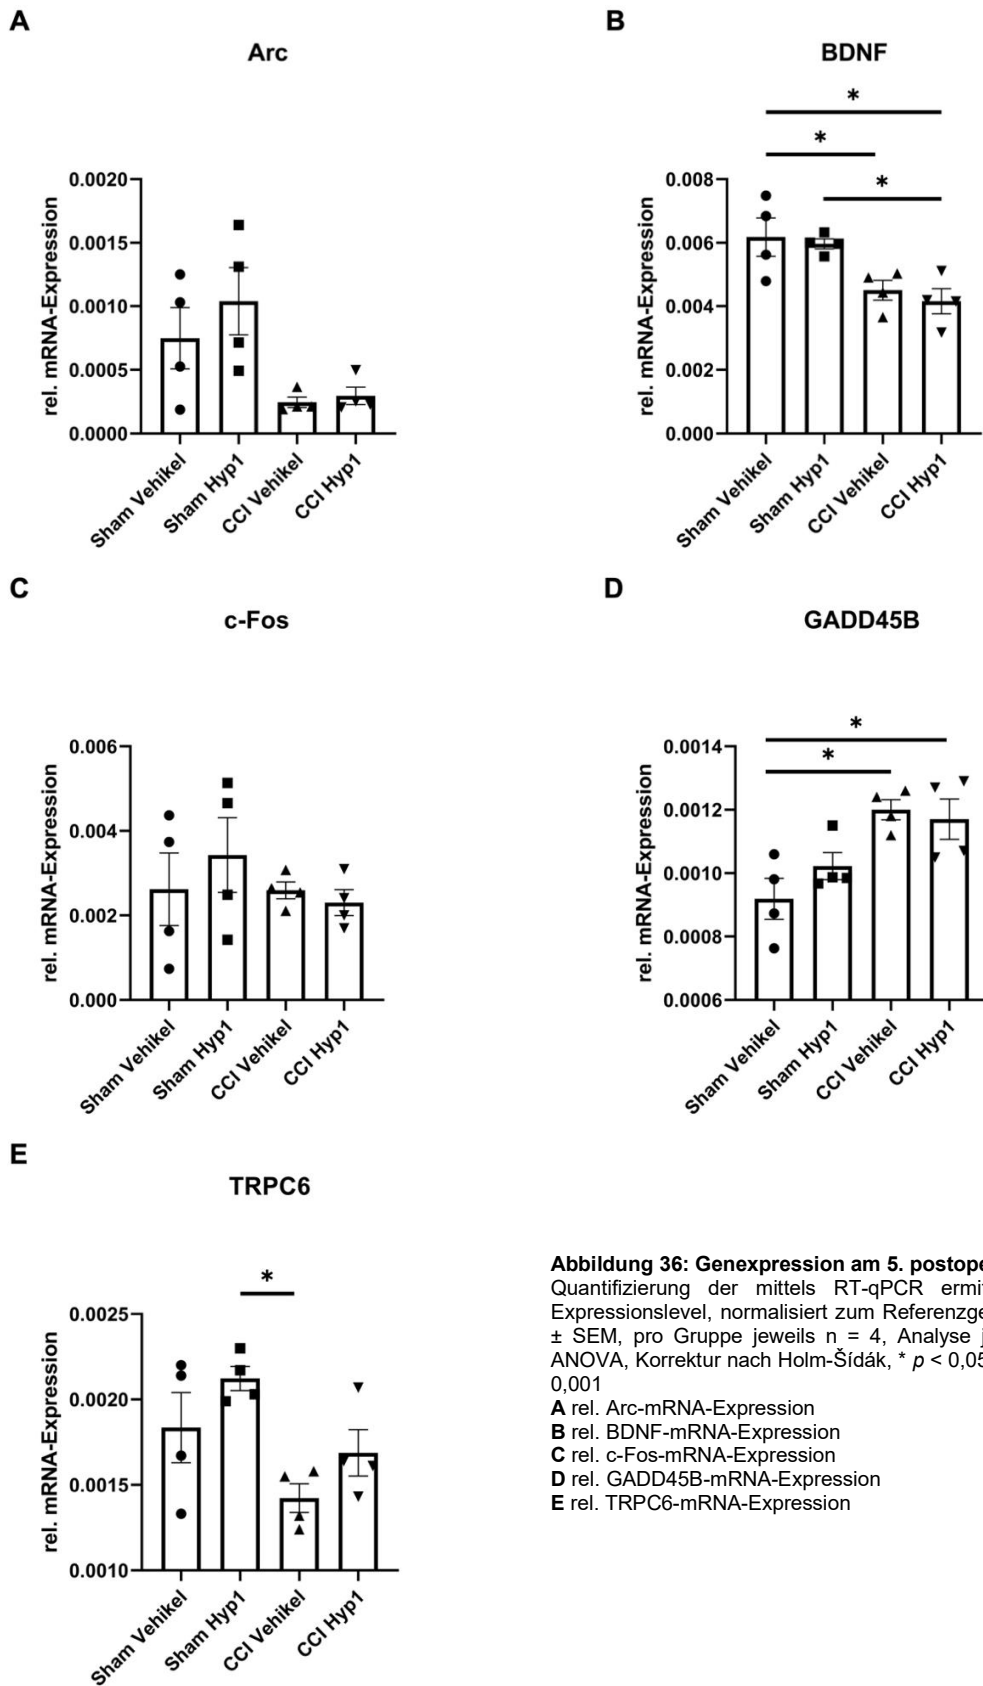 A
Arc
rel. mRNA-Expression
0.0020
0.0015
0.0010
0.0005
0.0000
Sham Vehikel
Sham Hyp1
CCI Vehikel
CCI Hyp1
B
BDNF
*
*
*
rel. mRNA-Expression
0.008
0.006
0.004
0.002
0.000
Sham Vehikel
Sham Hyp1
CCI Vehikel
CCI Hyp1
C
c-Fos
rel. mRNA-Expression
0.006
0.004
0.002
0.000
Sham Vehikel
Sham Hyp1
CCI Vehikel
CCI Hyp1
D
GADD45B
*
*
rel. mRNA-Expression
0.0014
0.0012
0.0010
0.0008
0.0006
Sham Vehikel
Sham Hyp1
CCI Vehikel
CCI Hyp1
E
TRPC6
*
rel. mRNA-Expression
0.0025
0.0020
0.0015
0.0010
Sham Vehikel
Sham Hyp1
CCI Vehikel
CCI Hyp1
Abbildung 36: Genexpression am 5. postope
Quantifizierung der mittels RT-qPCR ermit
Expressionslevel, normalisiert zum Referenzge
± SEM, pro Gruppe jeweils n = 4, Analyse j
ANOVA, Korrektur nach Holm-Šídák, * p < 0,05
0,001
A rel. Arc-mRNA-Expression
B rel. BDNF-mRNA-Expression
C rel. c-Fos-mRNA-Expression
D rel. GADD45B-mRNA-Expression
E rel. TRPC6-mRNA-Expression